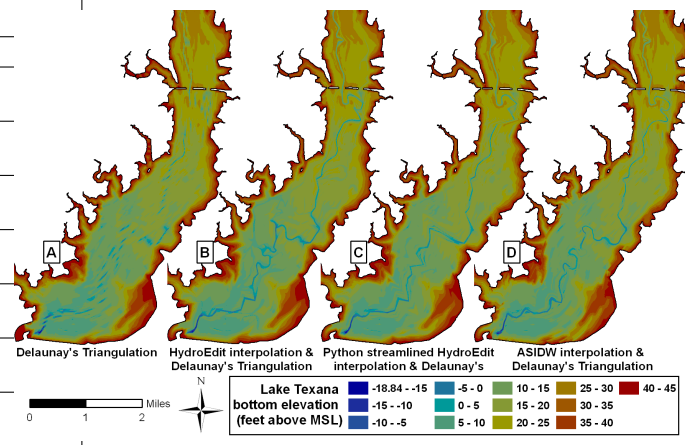 A
B
C
D
Delaunay's Triangulation
HydroEdit interpolation &
Delaunay's Triangulation
Python streamlined HydroEdit
interpolation & Delaunay's
ASIDW interpolation &
Delaunay's Triangulation
0 1 2 Miles
N
Lake Texana
bottom elevation
(feet above MSL)
-18.84 - -15
-15 - -10
-10 - -5
-5 - 0
0 - 5
5 - 10
10 - 15
15 - 20
20 - 25
25 - 30
30 - 35
35 - 40
40 - 45